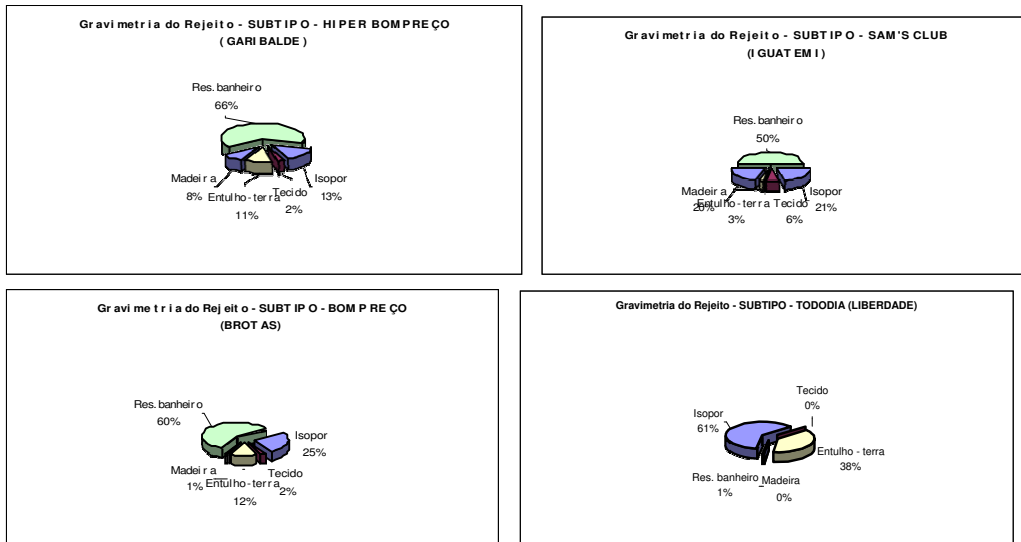 Gravimetria do Rejeito - SUBTIPO - HIPER BOMPREÇO
(GARIBALDE)
Res. banheiro
66%
Madeira
8%
Entulho-terra
11%
Tecido
2%
Isopor
13%
Gravimetria do Rejeito - SUBTIPO - SAM'S CLUB
(IGUATEMI)
Res. banheiro
50%
Madeira
20%
Entulho-terra
3%
Tecido
6%
Isopor
21%
Gravimetria do Rejeito - SUBTIPO - BOMPREÇO
(BROTAS)
Res. banheiro
60%
Madeira
1%
Entulho-terra
12%
Tecido
2%
Isopor
25%
Gravimetria do Rejeito - SUBTIPO - TODODIA (LIBERDADE)
Tecido
0%
Isopor
61%
Entulho - terra
38%
Res. banheiro
1%
Madeira
0%